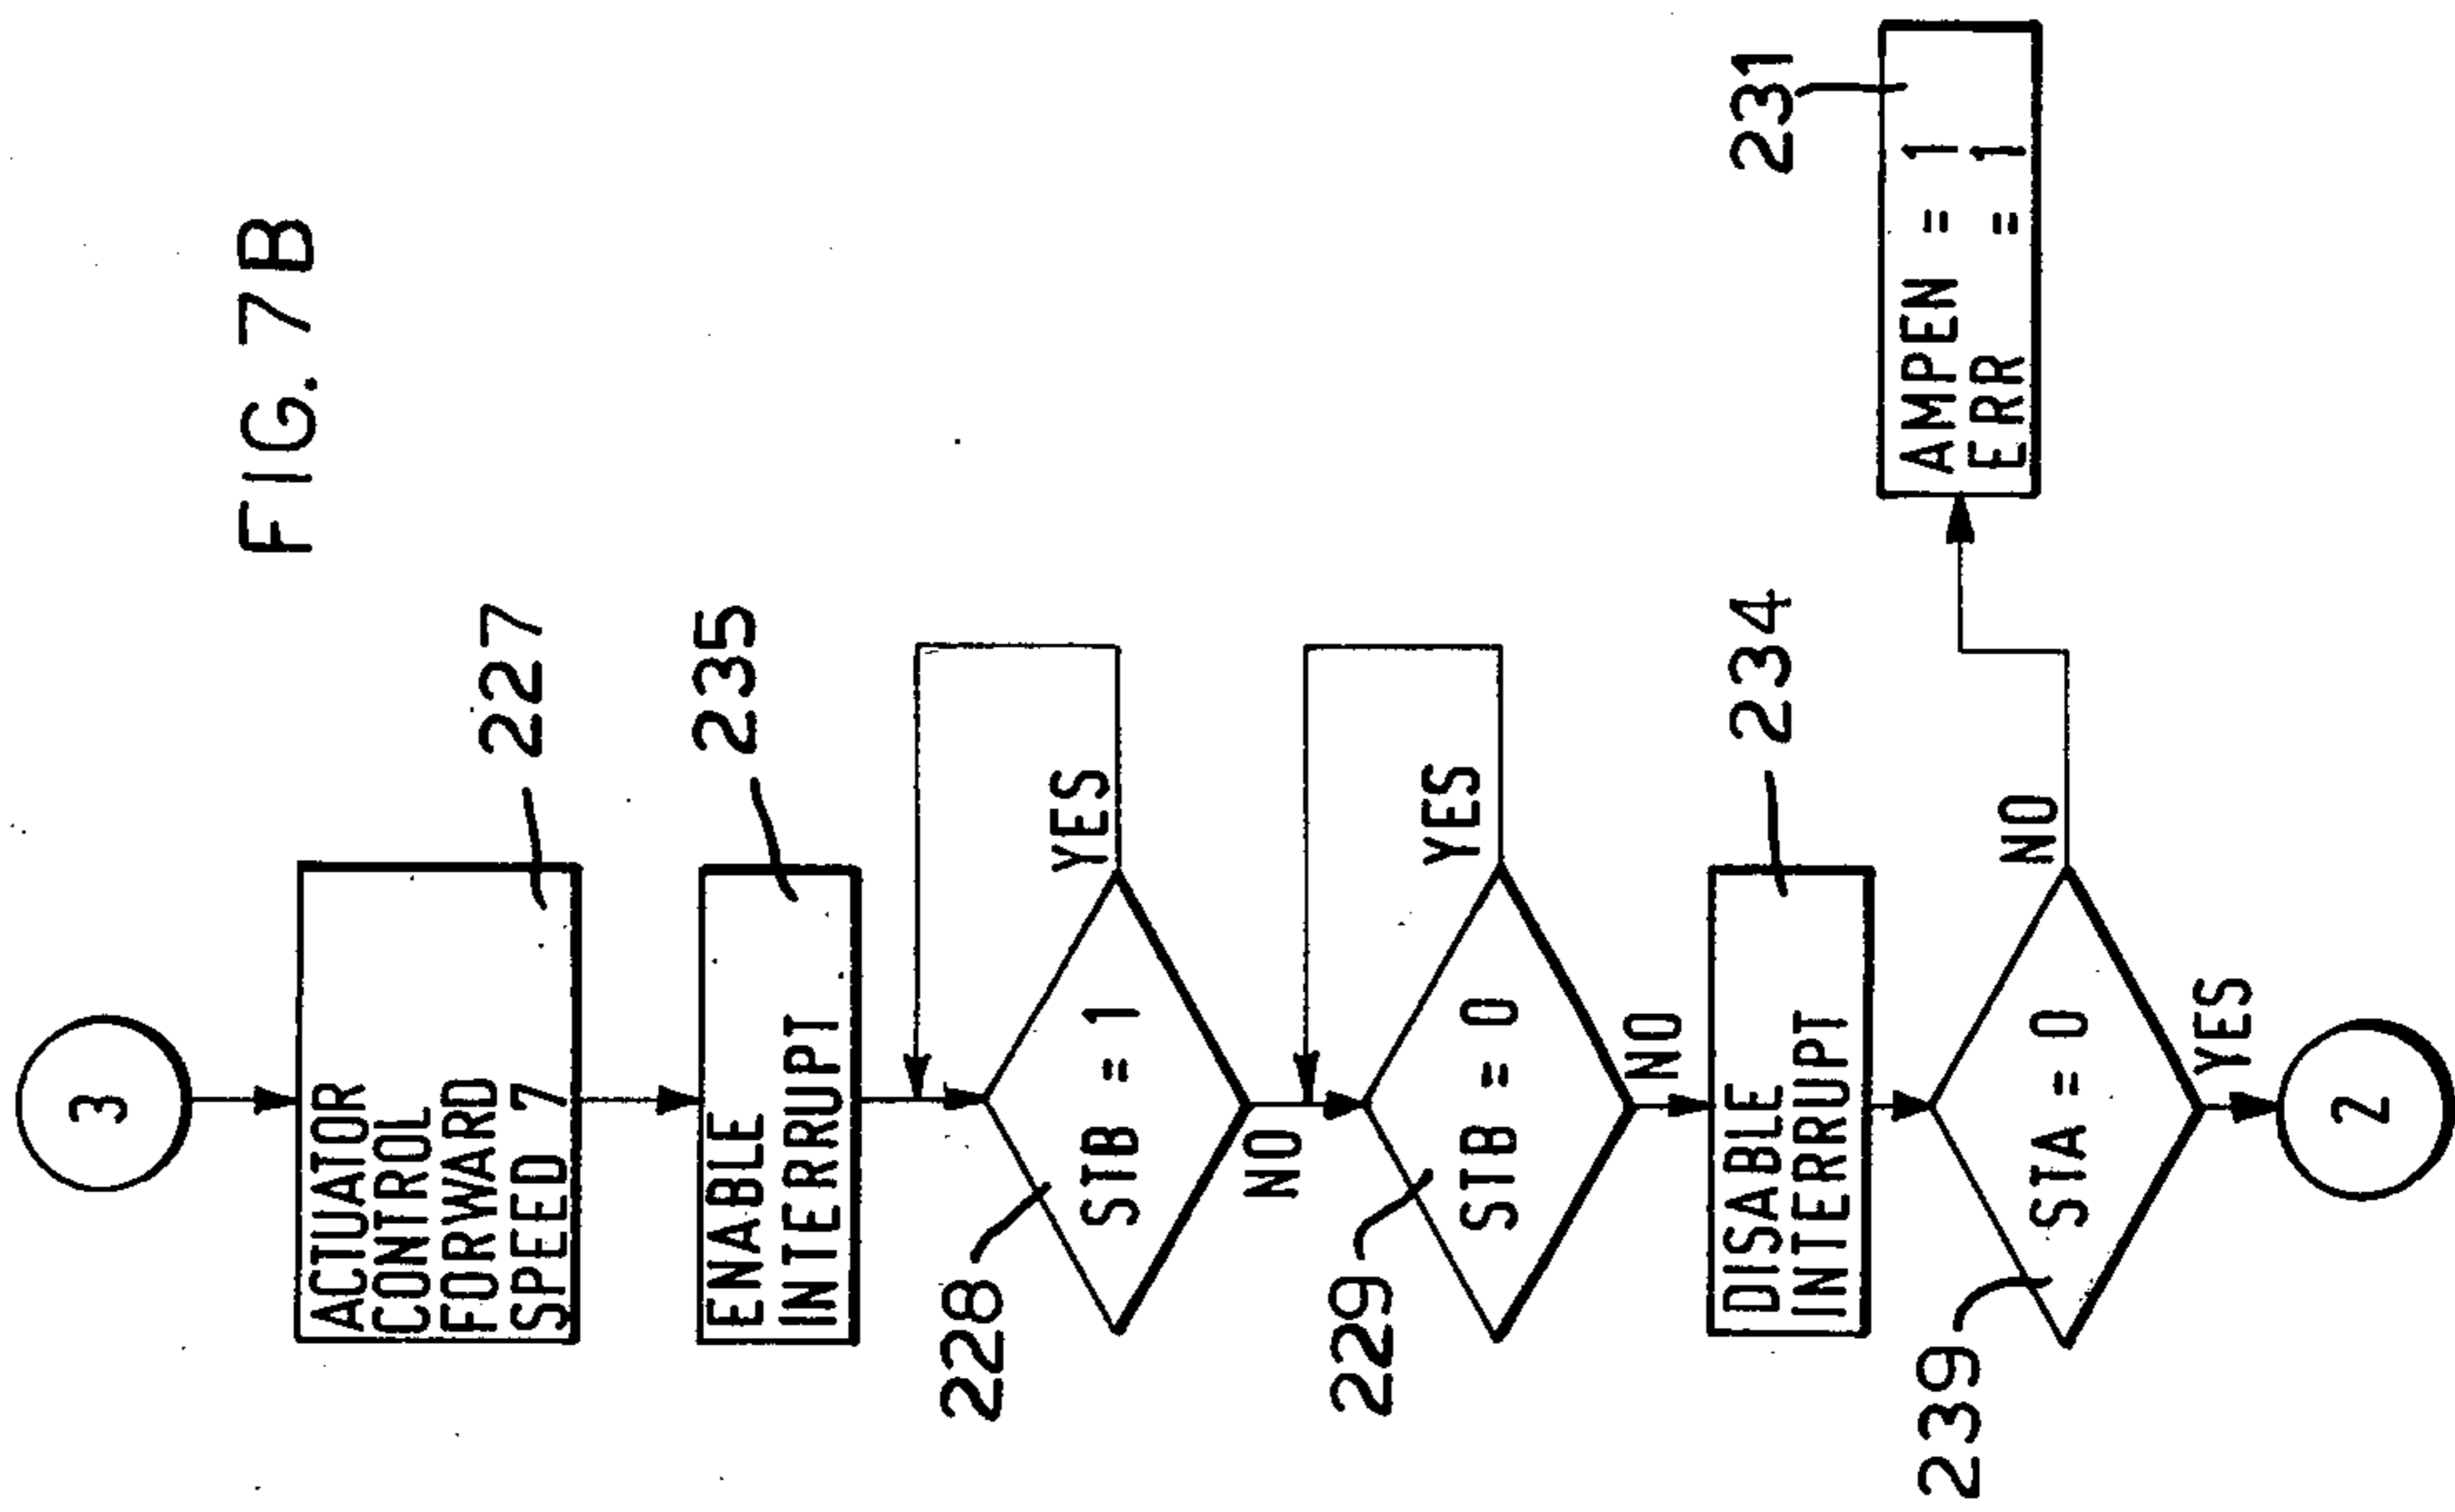 FIG. 7B
3
ACTUATOR
CONTROL
FORWARD
SPEED 7
227
ENABLE
INTERRUPT
235
228
STB = 1
YES
NO
229
STB = 0
YES
NO
DISABLE
INTERRUPT
234
239
STA = 0
NO
YES
AMPEN = 1
ERR = 1
231
2